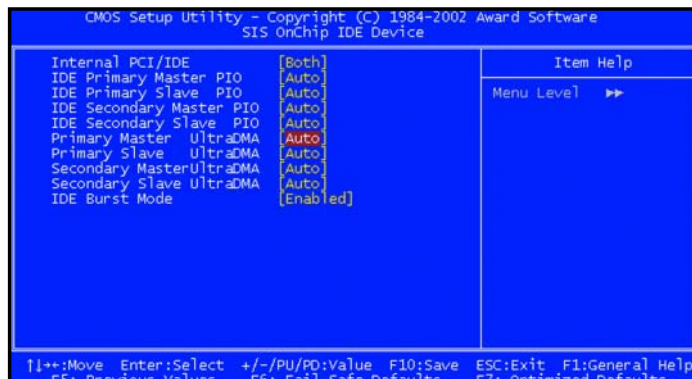 CMOS Setup Utility – Copyright (C) 1984-2002 Award Software
SIS OnChip IDE Device
Internal PCI/IDE [Both]
IDE Primary Master PIO [Auto]
IDE Primary Slave PIO [Auto]
IDE Secondary Master PIO [Auto]
IDE Secondary Slave PIO [Auto]
Primary Master UltraDMA [Auto]
Primary Slave UltraDMA [Auto]
Secondary MasterUltraDMA [Auto]
Secondary Slave UltraDMA [Auto]
IDE Burst Mode [Enabled]
Item Help
Menu Level ▶▶
↑↓→←:Move Enter:Select +/-/PU/PD:Value F10:Save ESC:Exit F1:General Help
F5: Previous Values F6: Fail-Safe Defaults F7: Optimized Defaults